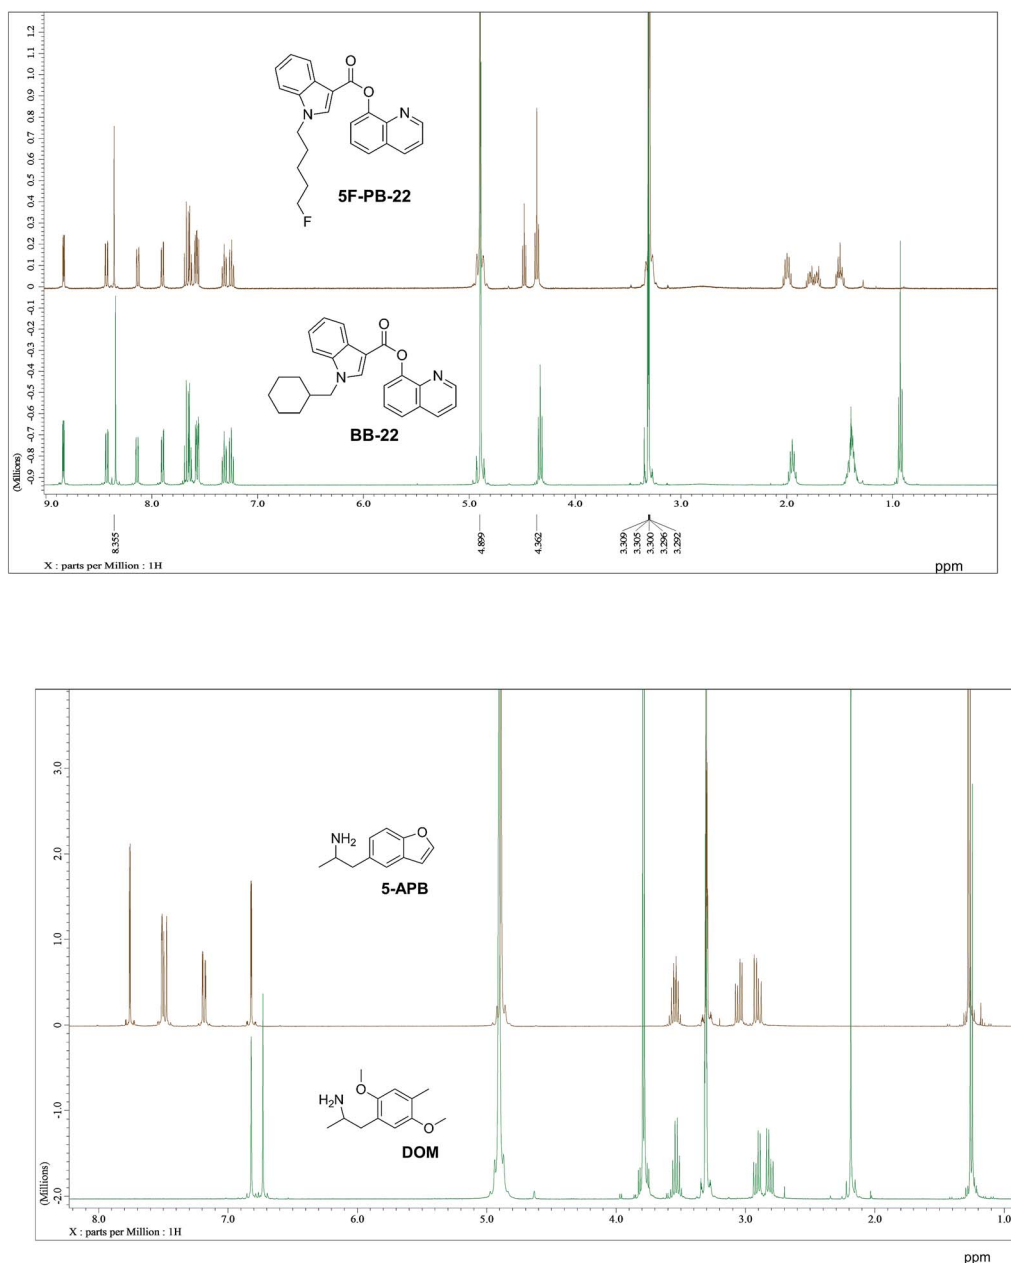 1.2
1.1
1.0
0.9
0.8
0.7
0.6
0.5
0.4
0.3
0.2
0.1
0
-0.1
-0.2
-0.3
-0.4
-0.5
-0.6
-0.7
-0.8
-0.9
(Millions)
O
O
N
N
5F-PB-22
F
O
O
N
N
BB-22
9.0 8.0 7.0 6.0 5.0 4.0 3.0 2.0 1.0
8.355 4.899 4.362 3.309 3.305 3.300 3.296 3.292
X : parts per Million : 1H
ppm
3.0
2.0
1.0
0
-1.0
-2.0
(Millions)
NH2
O
5-APB
O
H2N
O
DOM
8.0 7.0 6.0 5.0 4.0 3.0 2.0 1.0
X : parts per Million : 1H
ppm